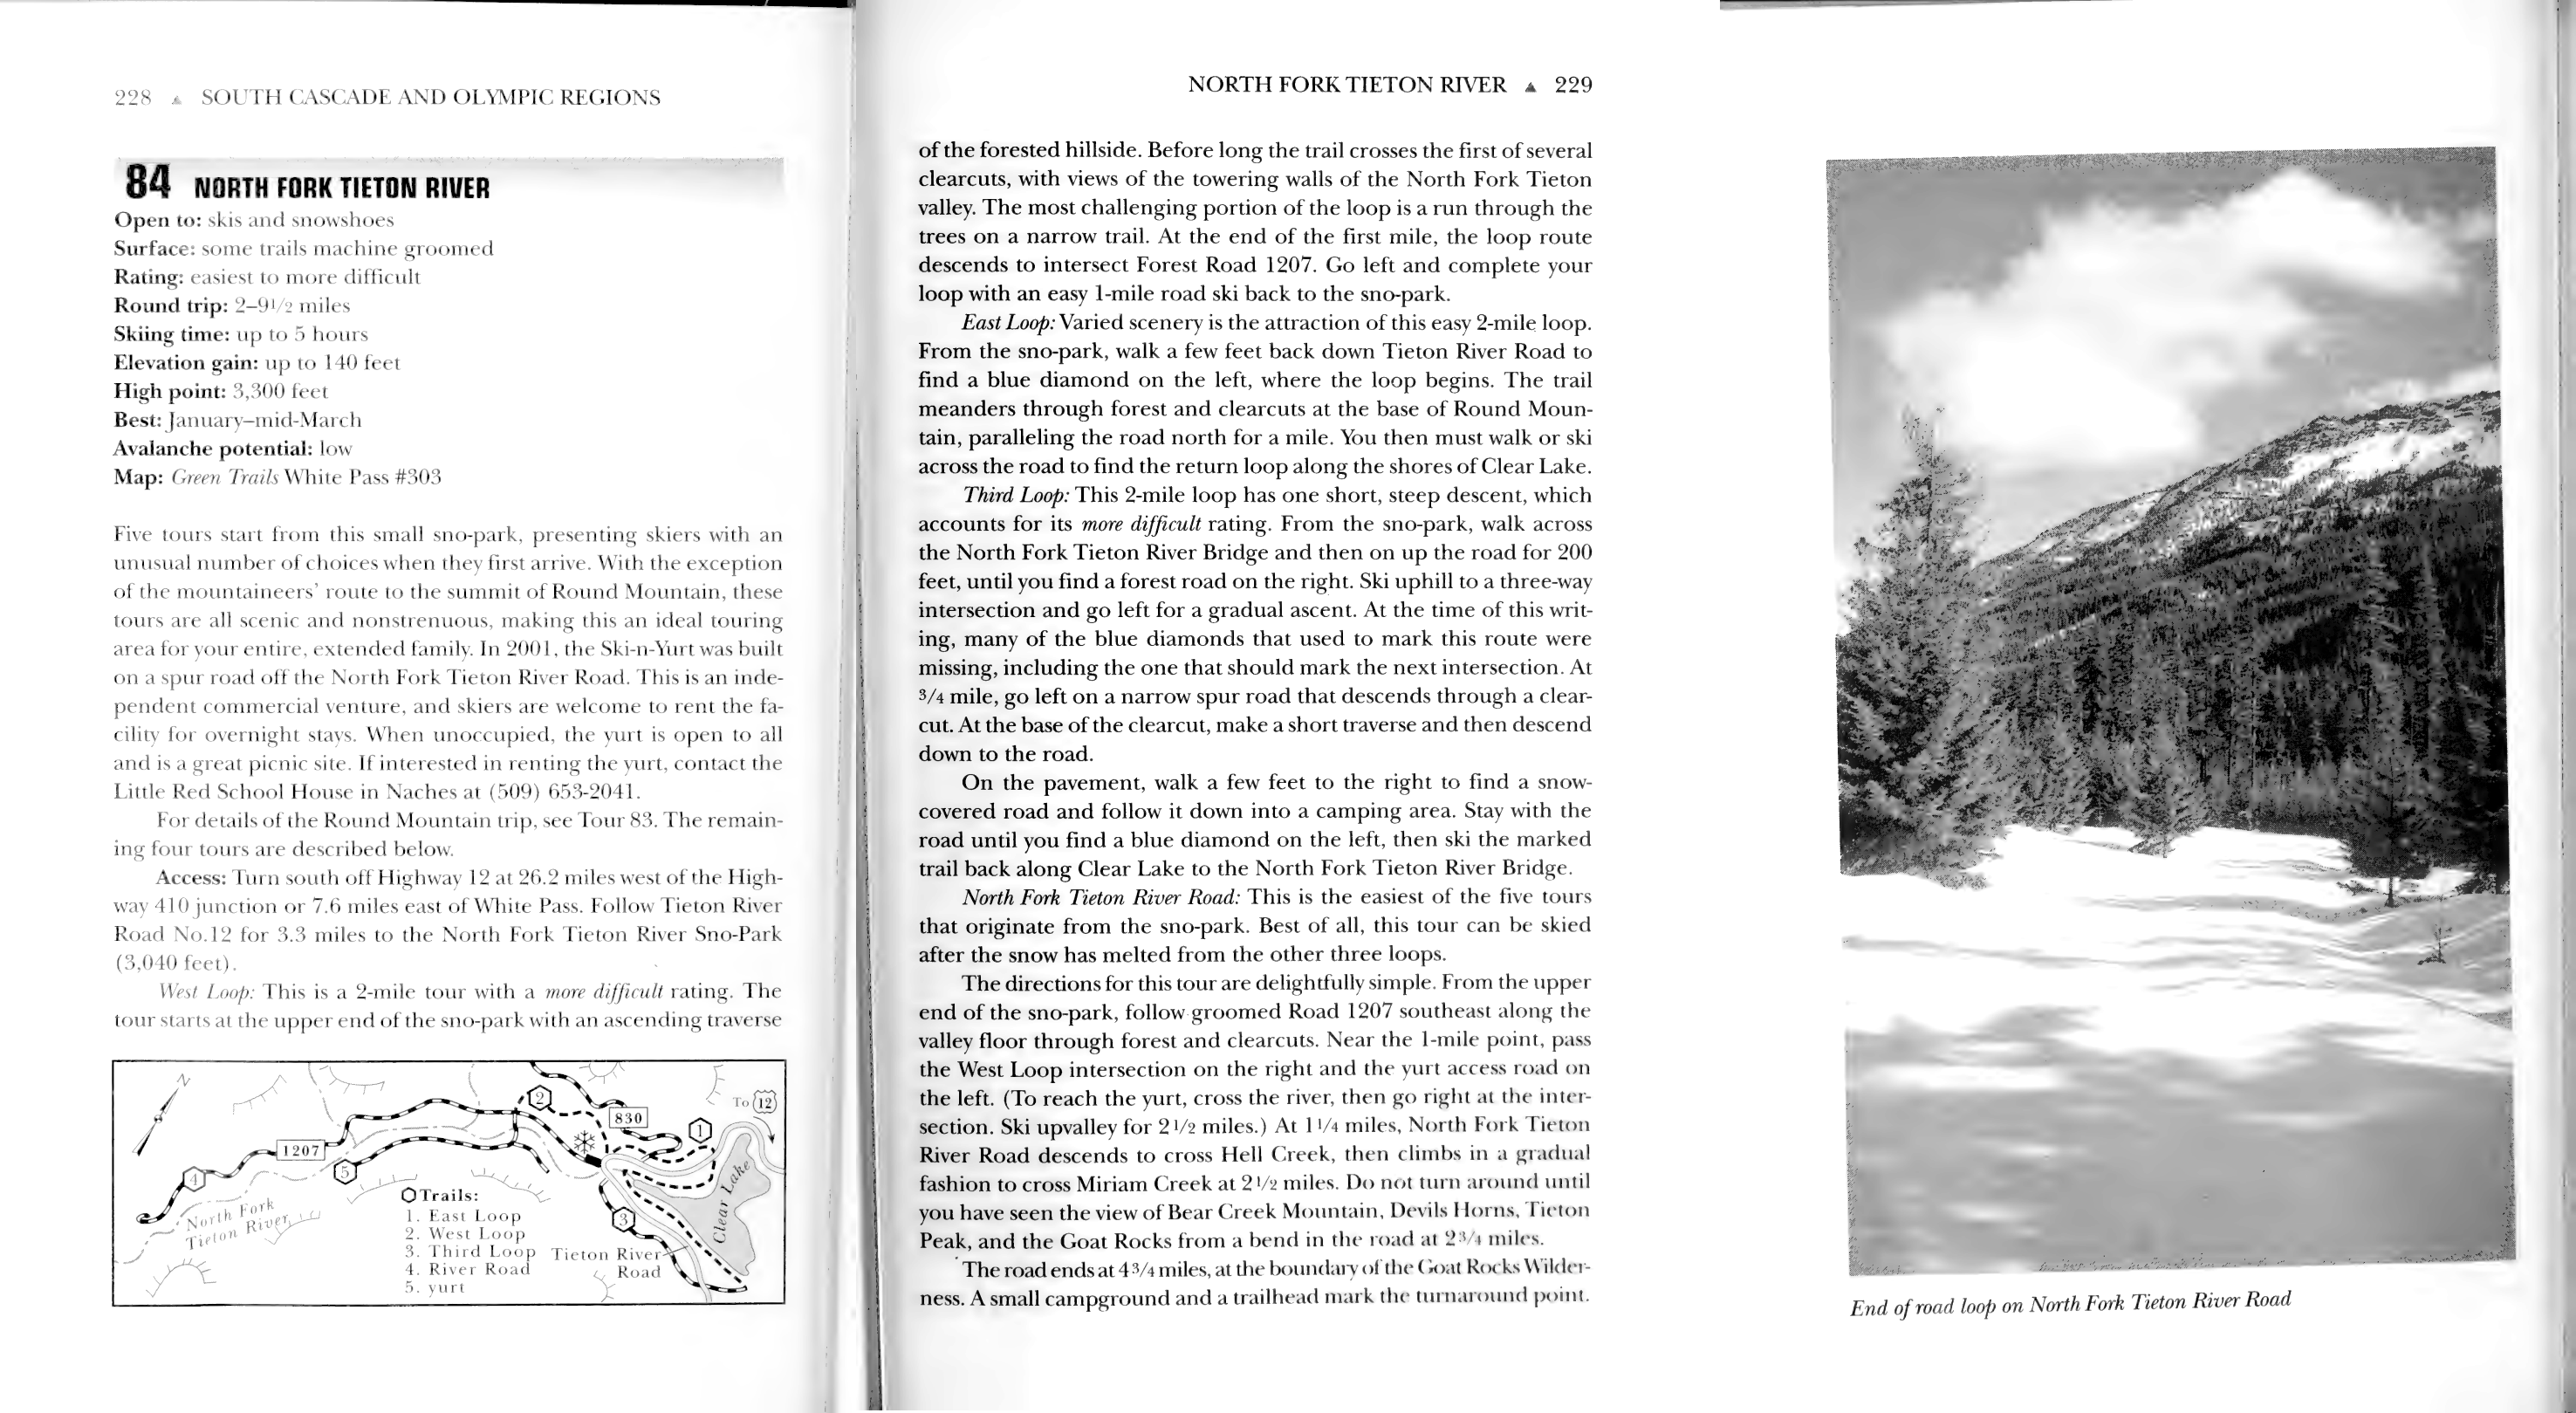 228 ▲ SOUTH CASCADE AND OLYMPIC REGIONS
84 NORTH FORK TIETON RIVER
Open to: skis and snowshoes
Surface: some trails machine groomed
Rating: easiest to more difficult
Round trip: 2–9 1/2 miles
Skiing time: up to 5 hours
Elevation gain: up to 140 feet
High point: 3,300 feet
Best: January–mid-March
Avalanche potential: low
Map: Green Trails White Pass #303
Five tours start from this small sno-park, presenting skiers with an
unusual number of choices when they first arrive. With the exception
of the mountaineers' route to the summit of Round Mountain, these
tours are all scenic and nonstrenuous, making this an ideal touring
area for your entire, extended family. In 2001, the Ski-n-Yurt was built
on a spur road off the North Fork Tieton River Road. This is an inde-
pendent commercial venture, and skiers are welcome to rent the fa-
cility for overnight stays. When unoccupied, the yurt is open to all
and is a great picnic site. If interested in renting the yurt, contact the
Little Red School House in Naches at (509) 653-2041.
For details of the Round Mountain trip, see Tour 83. The remain-
ing four tours are described below.
Access: Turn south off Highway 12 at 26.2 miles west of the High-
way 410 junction or 7.6 miles east of White Pass. Follow Tieton River
Road No.12 for 3.3 miles to the North Fork Tieton River Sno-Park
(3,040 feet).
West Loop: This is a 2-mile tour with a more difficult rating. The
tour starts at the upper end of the sno-park with an ascending traverse
N
2
830
1
To 12
1207
5
4
3
North Fork
Tieton River
Clear Lake
Trails:
1. East Loop
2. West Loop
3. Third Loop
4. River Road
5. yurt
Tieton River
Road
NORTH FORK TIETON RIVER ▲ 229
of the forested hillside. Before long the trail crosses the first of several
clearcuts, with views of the towering walls of the North Fork Tieton
valley. The most challenging portion of the loop is a run through the
trees on a narrow trail. At the end of the first mile, the loop route
descends to intersect Forest Road 1207. Go left and complete your
loop with an easy 1-mile road ski back to the sno-park.
East Loop: Varied scenery is the attraction of this easy 2-mile loop.
From the sno-park, walk a few feet back down Tieton River Road to
find a blue diamond on the left, where the loop begins. The trail
meanders through forest and clearcuts at the base of Round Moun-
tain, paralleling the road north for a mile. You then must walk or ski
across the road to find the return loop along the shores of Clear Lake.
Third Loop: This 2-mile loop has one short, steep descent, which
accounts for its more difficult rating. From the sno-park, walk across
the North Fork Tieton River Bridge and then on up the road for 200
feet, until you find a forest road on the right. Ski uphill to a three-way
intersection and go left for a gradual ascent. At the time of this writ-
ing, many of the blue diamonds that used to mark this route were
missing, including the one that should mark the next intersection. At
3/4 mile, go left on a narrow spur road that descends through a clear-
cut. At the base of the clearcut, make a short traverse and then descend
down to the road.
On the pavement, walk a few feet to the right to find a snow-
covered road and follow it down into a camping area. Stay with the
road until you find a blue diamond on the left, then ski the marked
trail back along Clear Lake to the North Fork Tieton River Bridge.
North Fork Tieton River Road: This is the easiest of the five tours
that originate from the sno-park. Best of all, this tour can be skied
after the snow has melted from the other three loops.
The directions for this tour are delightfully simple. From the upper
end of the sno-park, follow groomed Road 1207 southeast along the
valley floor through forest and clearcuts. Near the 1-mile point, pass
the West Loop intersection on the right and the yurt access road on
the left. (To reach the yurt, cross the river, then go right at the inter-
section. Ski upvalley for 2 1/2 miles.) At 1 1/4 miles, North Fork Tieton
River Road descends to cross Hell Creek, then climbs in a gradual
fashion to cross Miriam Creek at 2 1/2 miles. Do not turn around until
you have seen the view of Bear Creek Mountain, Devils Horns, Tieton
Peak, and the Goat Rocks from a bend in the road at 2 3/4 miles.
The road ends at 4 3/4 miles, at the boundary of the Goat Rocks Wilder-
ness. A small campground and a trailhead mark the turnaround point.
End of road loop on North Fork Tieton River Road